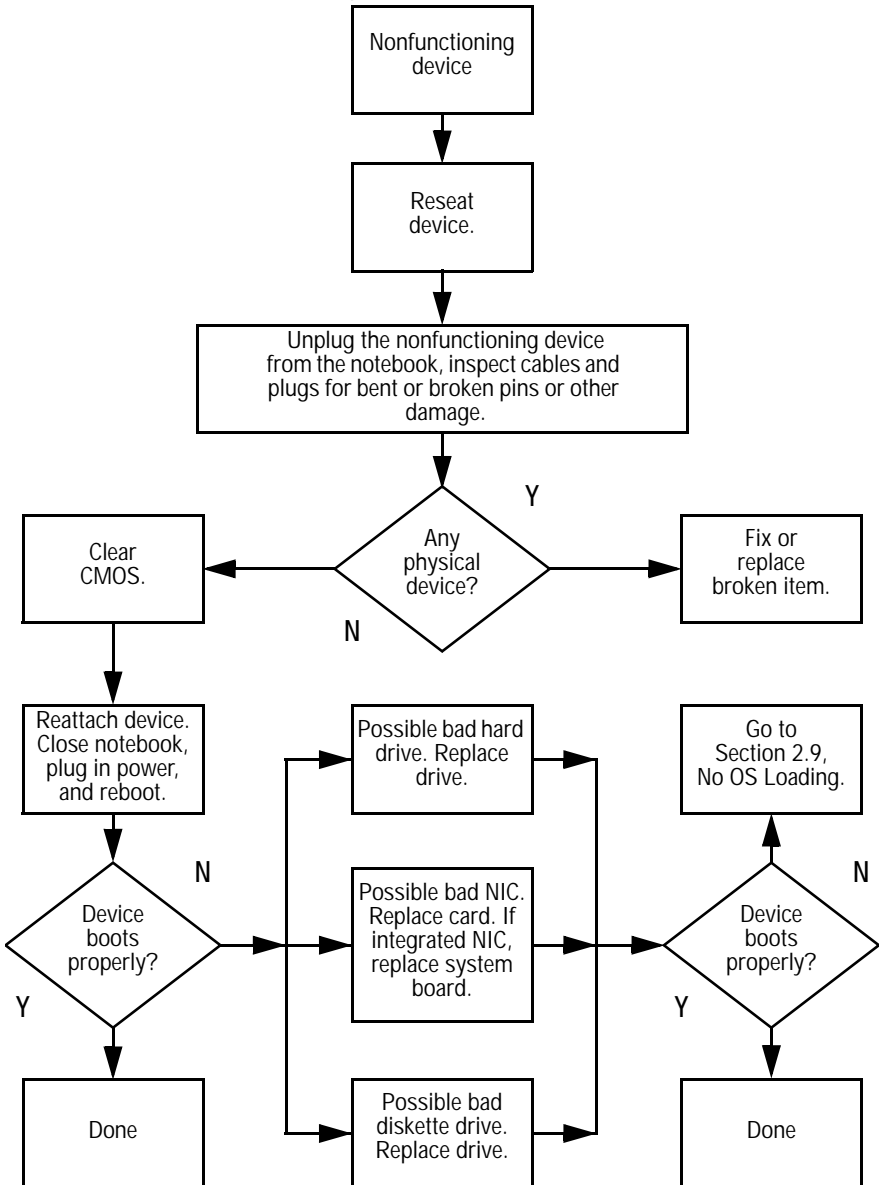 Nonfunctioning
device
Reseat
device.
Unplug the nonfunctioning device
from the notebook, inspect cables and
plugs for bent or broken pins or other
damage.
Y
Clear
CMOS.
Any
physical
device?
Fix or
replace
broken item.
N
Reattach device.
Close notebook,
plug in power,
and reboot.
Possible bad hard
drive. Replace
drive.
Go to
Section 2.9,
No OS Loading.
N
N
Device
boots
properly?
Possible bad NIC.
Replace card. If
integrated NIC,
replace system
board.
Device
boots
properly?
Y
Y
Done
Possible bad
diskette drive.
Replace drive.
Done